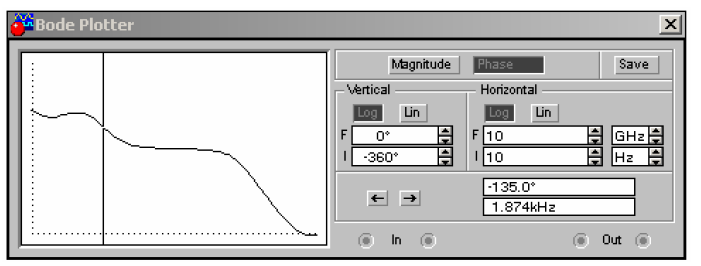 Bode Plotter
Magnitude Phase Save
Vertical Horizontal
Log Lin Log Lin
F 0° F 10 GHz
I -360° I 10 Hz
-135.0°
1.874kHz
In Out